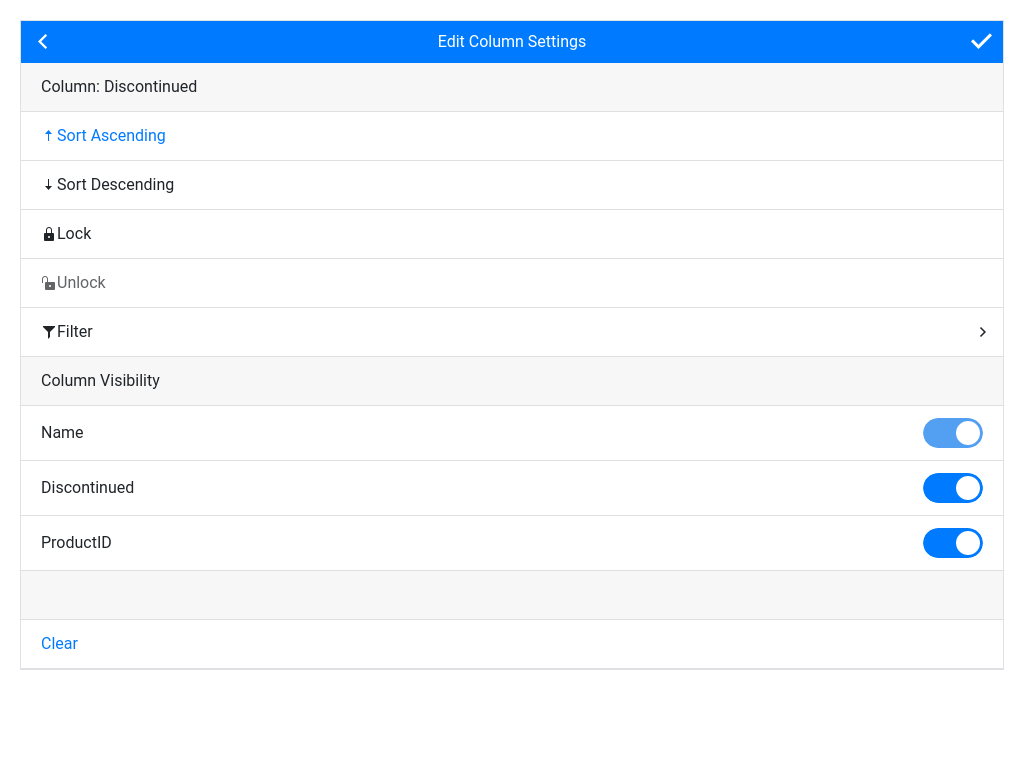 Edit Column Settings
Column: Discontinued
Sort Ascending
Sort Descending
Lock
Unlock
Filter
Column Visibility
Name
Discontinued
ProductID
Clear